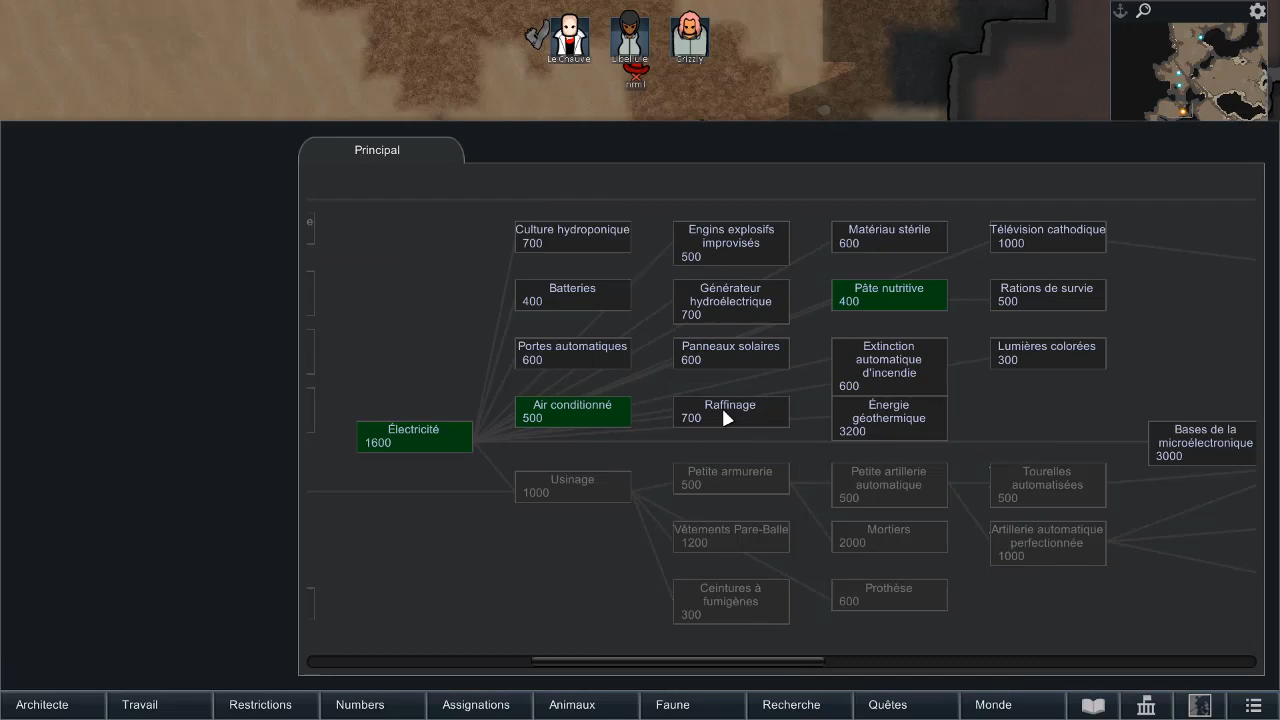 Le Chauve
Libellule
Grizzly
Principal
e
Culture hydroponique
700
Engins explosifs
improvisés
500
Matériau stérile
600
Télévision cathodique
1000
Batteries
400
Générateur
hydroélectrique
700
Pâte nutritive
400
Rations de survie
500
Portes automatiques
600
Panneaux solaires
600
Extinction
automatique
d'incendie
600
Lumières colorées
300
Air conditionné
500
Raffinage
700
Énergie
géothermique
3200
Électricité
1600
Bases de la
microélectronique
3000
Usinage
1000
Petite armurerie
500
Petite artillerie
automatique
500
Tourelles
automatisées
500
Vêtements Pare-Balle
1200
Mortiers
2000
Artillerie automatique
perfectionnée
1000
Ceintures à
fumigènes
300
Prothèse
600
Architecte
Travail
Restrictions
Numbers
Assignations
Animaux
Faune
Recherche
Quêtes
Monde